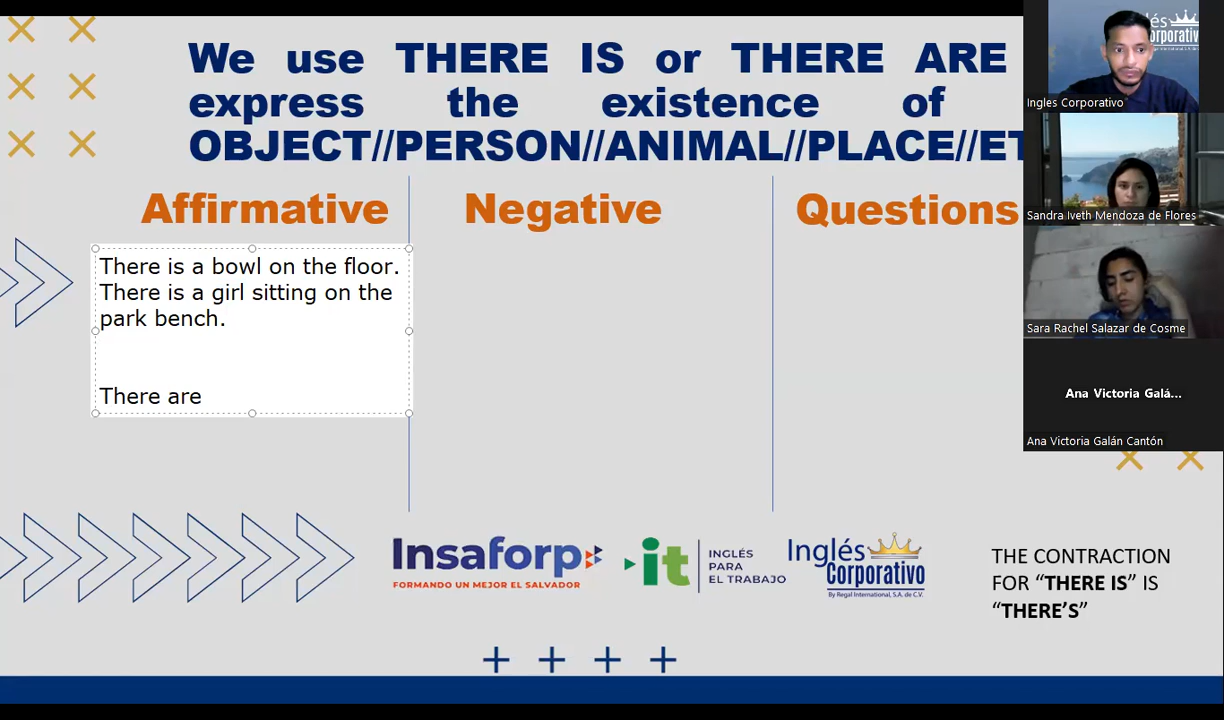 We use THERE IS or THERE ARE
express the existence of
OBJECT//PERSON//ANIMAL//PLACE//ET
Affirmative
Negative
Questions
There is a bowl on the floor.
There is a girl sitting on the
park bench.
There are
Insaforp
FORMANDO UN MEJOR EL SALVADOR
it
INGLÉS
PARA
EL TRABAJO
Inglés
Corporativo
By Regal International, S.A. de C.V.
THE CONTRACTION
FOR “THERE IS” IS
“THERE’S”
Ingles Corporativo
Sandra Iveth Mendoza de Flores
Sara Rachel Salazar de Cosme
Ana Victoria Galá...
Ana Victoria Galán Cantón